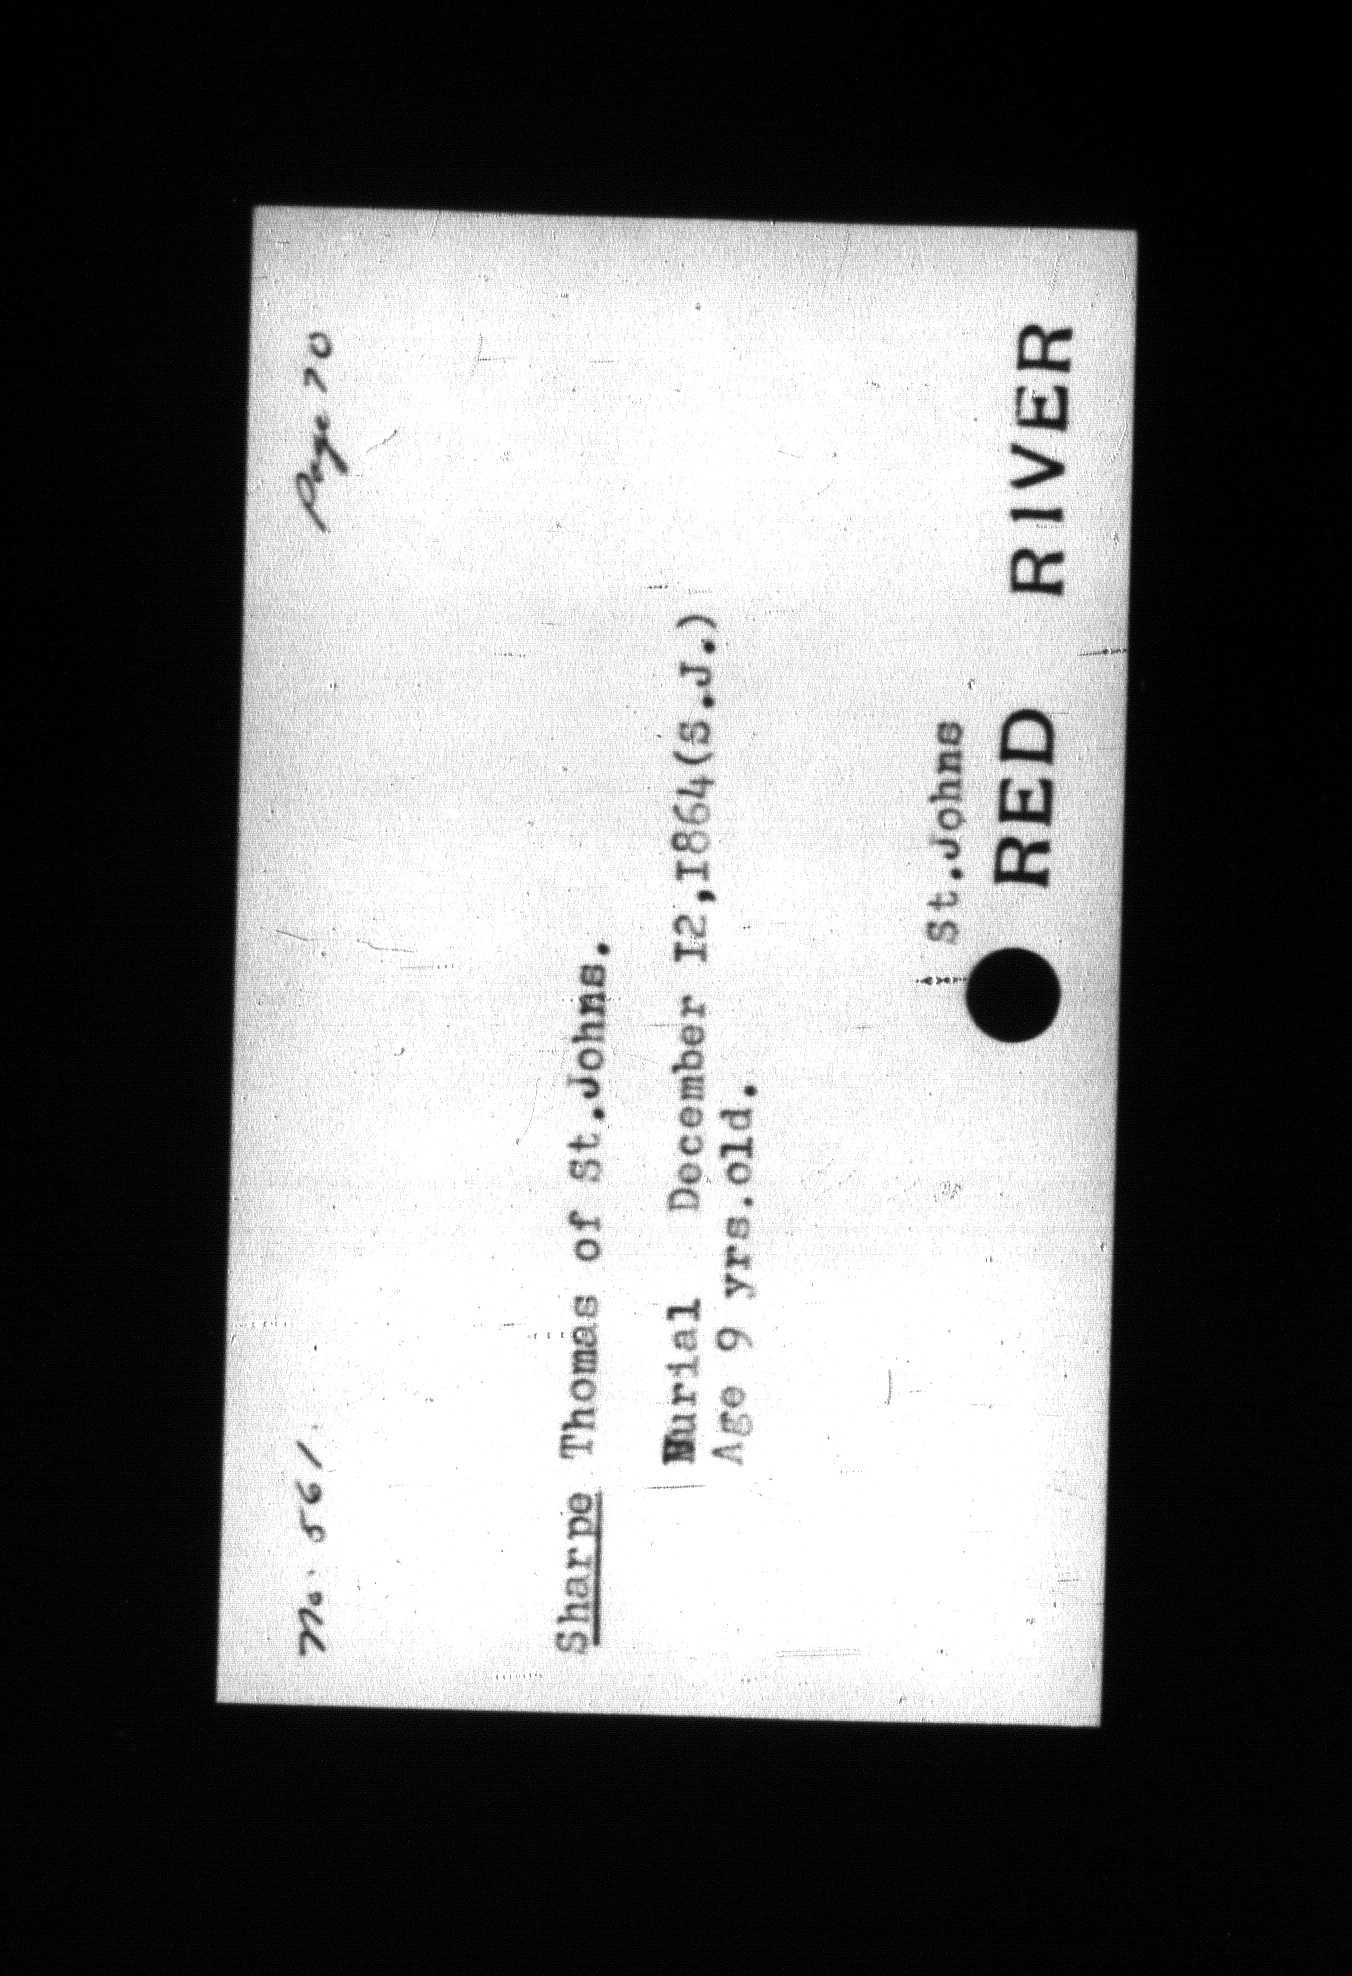 No. 561. Page 70
Sharpe Thomas of St.Johns.
Burial December I2,I864(S.J.)
Age 9 yrs.old.
St.Johns
RED RIVER